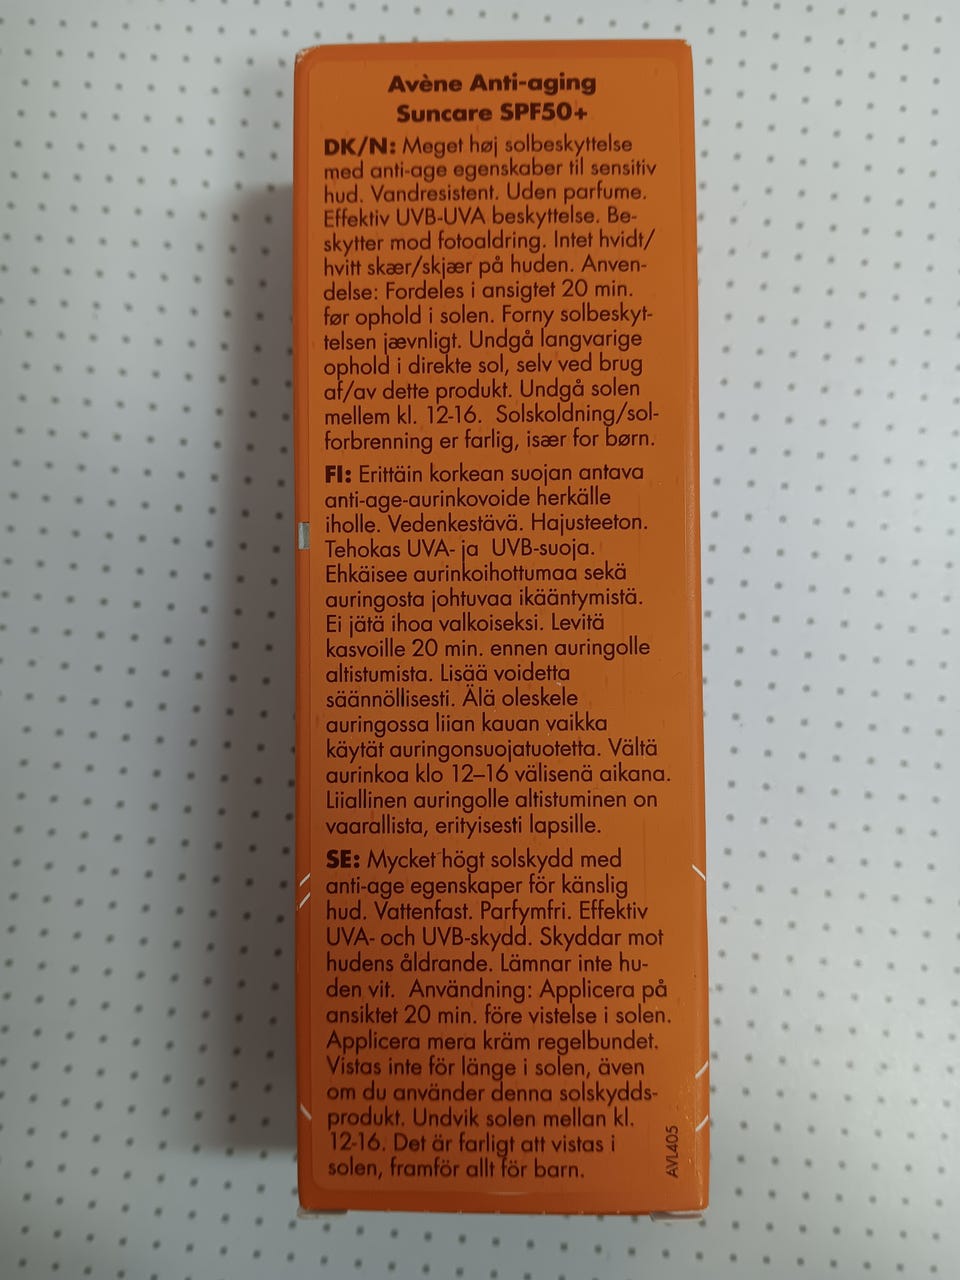 Avène Anti-aging
Suncare SPF50+
DK/N: Meget høj solbeskyttelse
med anti-age egenskaber til sensitiv
hud. Vandresistent. Uden parfume.
Effektiv UVB-UVA beskyttelse. Be-
skytter mod fotoaldring. Intet hvidt/
hvitt skær/skjær på huden. Anven-
delse: Fordeles i ansigtet 20 min.
før ophold i solen. Forny solbeskyt-
telsen jævnligt. Undgå langvarige
ophold i direkte sol, selv ved brug
af/av dette produkt. Undgå solen
mellem kl. 12-16. Solskoldning/sol-
forbrenning er farlig, især for børn.
FI: Erittäin korkean suojan antava
anti-age-aurinkovoide herkälle
iholle. Vedenkestävä. Hajusteeton.
Tehokas UVA- ja UVB-suoja.
Ehkäisee aurinkoihottumaa sekä
auringosta johtuvaa ikääntymistä.
Ei jätä ihoa valkoiseksi. Levitä
kasvoille 20 min. ennen auringolle
altistumista. Lisää voidetta
säännöllisesti. Älä oleskele
auringossa liian kauan vaikka
käytät auringonsuojatuotetta. Vältä
aurinkoa klo 12–16 välisenä aikana.
Liiallinen auringolle altistuminen on
vaarallista, erityisesti lapsille.
SE: Mycket högt solskydd med
anti-age egenskaper för känslig
hud. Vattenfast. Parfymfri. Effektiv
UVA- och UVB-skydd. Skyddar mot
hudens åldrande. Lämnar inte hu-
den vit. Användning: Applicera på
ansiktet 20 min. före vistelse i solen.
Applicera mera kräm regelbundet.
Vistas inte för länge i solen, även
om du använder denna solskydds-
produkt. Undvik solen mellan kl.
12-16. Det är farligt att vistas i
solen, framför allt för barn.
AVL405